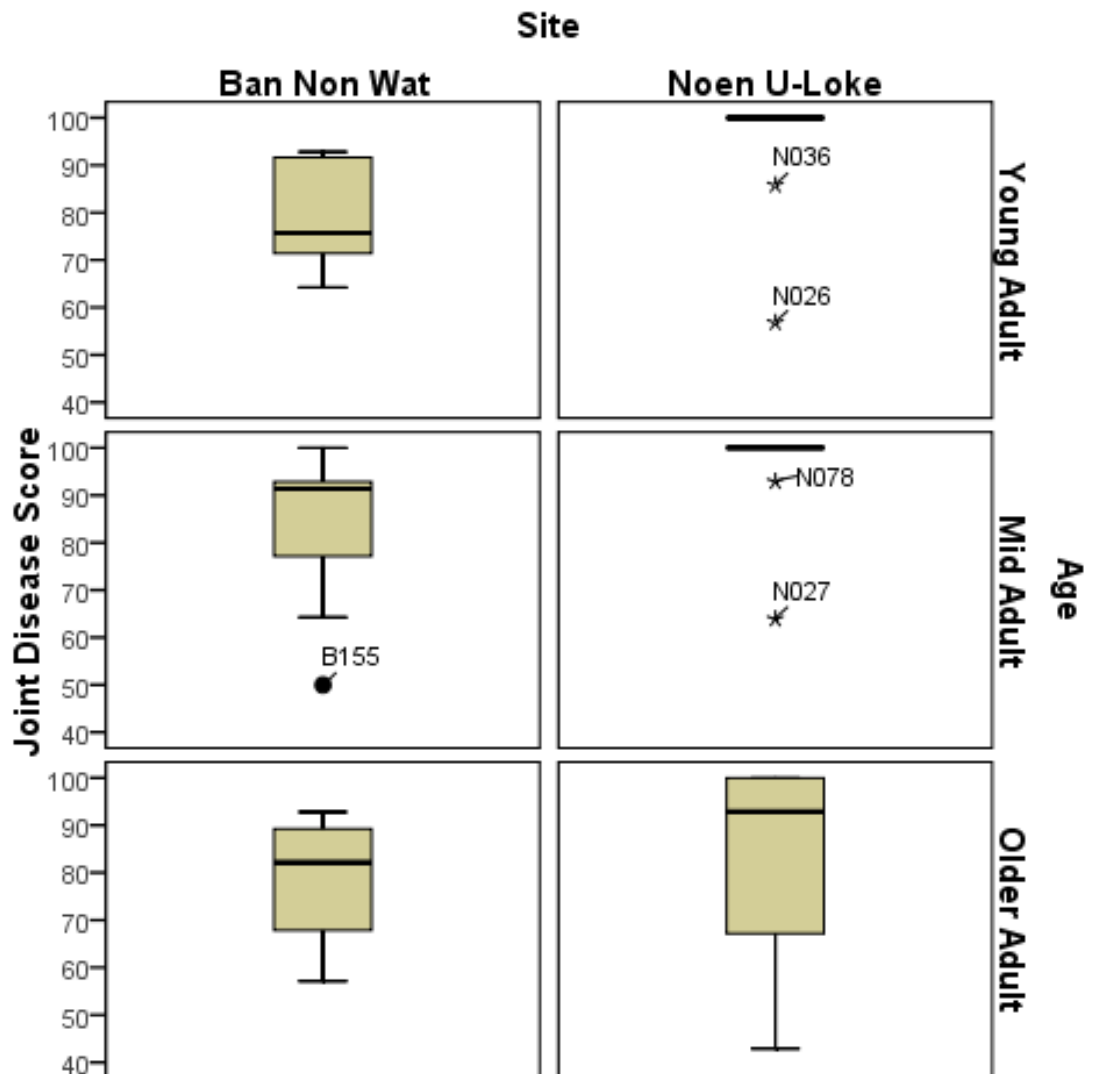 Site
Ban Non Wat
Noen U-Loke
Joint Disease Score
100
90
80
70
60
50
40
N036
N026
Young Adult
100
90
80
70
60
50
40
B155
N078
N027
Mid Adult
Age
100
90
80
70
60
50
40
Older Adult